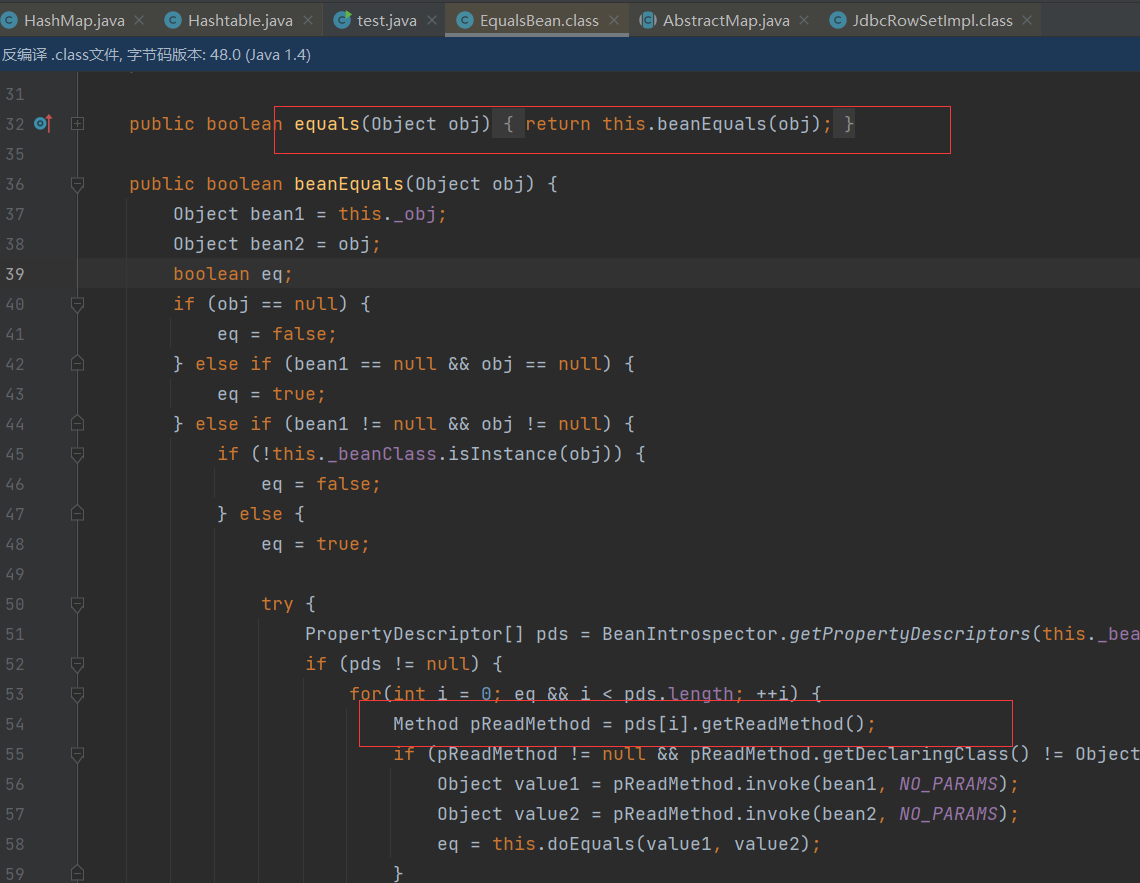 HashMap.java Hashtable.java test.java EqualsBean.class AbstractMap.java JdbcRowSetImpl.class
反编译 .class文件, 字节码版本: 48.0 (Java 1.4)
31
32 public boolean equals(Object obj) { return this.beanEquals(obj); }
35
36 public boolean beanEquals(Object obj) {
37 Object bean1 = this._obj;
38 Object bean2 = obj;
39 boolean eq;
40 if (obj == null) {
41 eq = false;
42 } else if (bean1 == null && obj == null) {
43 eq = true;
44 } else if (bean1 != null && obj != null) {
45 if (!this._beanClass.isInstance(obj)) {
46 eq = false;
47 } else {
48 eq = true;
49
50 try {
51 PropertyDescriptor[] pds = BeanIntrospector.getPropertyDescriptors(this._bea
52 if (pds != null) {
53 for(int i = 0; eq && i < pds.length; ++i) {
54 Method pReadMethod = pds[i].getReadMethod();
55 if (pReadMethod != null && pReadMethod.getDeclaringClass() != Object
56 Object value1 = pReadMethod.invoke(bean1, NO_PARAMS);
57 Object value2 = pReadMethod.invoke(bean2, NO_PARAMS);
58 eq = this.doEquals(value1, value2);
59 }